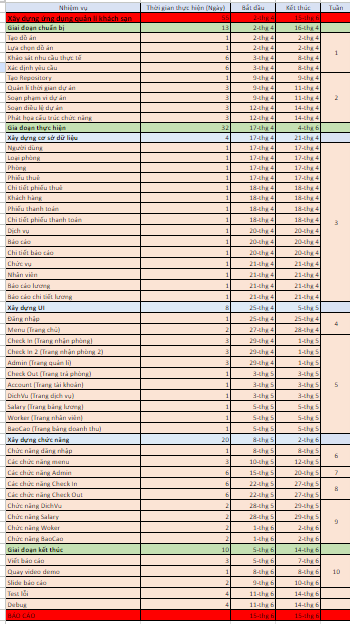 Nhiệm vụ Thời gian thực hiện (Ngày) Bắt đầu Kết thúc Tuần
Xây dựng ứng dụng quản lí khách sạn 55 2-thg 4 15-thg 6
Giai đoạn chuẩn bị 13 2-thg 4 16-thg 4
Tạo đồ án 1 2-thg 4 2-thg 4 1
Lựa chọn đồ án 1 2-thg 4 2-thg 4
Khảo sát nhu cầu thực tế 6 3-thg 4 8-thg 4
Xác định yêu cầu 6 3-thg 4 8-thg 4
Tạo Repository 1 9-thg 4 9-thg 4 2
Quản lí thời gian dự án 3 9-thg 4 11-thg 4
Soạn phạm vi dự án 3 9-thg 4 11-thg 4
Soạn điều lệ dự án 3 12-thg 4 14-thg 4
Phát họa cấu trúc chức năng 3 12-thg 4 14-thg 4
Gia đoạn thực hiện 32 17-thg 4 4-thg 6
Xây dựng cơ sở dữ liệu 4 17-thg 4 21-thg 4 3
Người dùng 1 17-thg 4 17-thg 4
Loại phòng 1 17-thg 4 17-thg 4
Phòng 1 17-thg 4 17-thg 4
Phiếu thuê 1 17-thg 4 17-thg 4
Chi tiết phiếu thuê 1 18-thg 4 18-thg 4
Khách hàng 1 18-thg 4 18-thg 4
Phiếu thanh toán 1 18-thg 4 18-thg 4
Chi tiết phiếu thanh toán 1 18-thg 4 18-thg 4
Dịch vụ 1 20-thg 4 20-thg 4
Báo cáo 1 20-thg 4 20-thg 4
Chi tiết báo cáo 1 20-thg 4 20-thg 4
Chức vụ 1 21-thg 4 21-thg 4
Nhân viên 1 21-thg 4 21-thg 4
Báo cáo lương 1 21-thg 4 21-thg 4
Báo cáo chi tiết lương 1 21-thg 4 21-thg 4
Xây dựng UI 8 25-thg 4 5-thg 5
Đăng nhập 1 25-thg 4 25-thg 4 4
Menu (Trang chủ) 2 27-thg 4 28-thg 4
Check In (Trang nhận phòng) 3 29-thg 4 1-thg 5 5
Check In 2 (Trang nhận phòng 2) 3 29-thg 4 1-thg 5
Admin (Trang quản lí) 3 29-thg 4 1-thg 5
Check Out (Trang trả phòng) 1 3-thg 5 3-thg 5
Account (Trang tài khoản) 1 3-thg 5 3-thg 5
DichVu (Trang dịch vụ) 1 3-thg 5 3-thg 5
Salary (Trang bảng lương) 1 5-thg 5 5-thg 5
Worker (Trang nhân viên) 1 5-thg 5 5-thg 5
BaoCao (Trang bảng doanh thu) 1 5-thg 5 5-thg 5
Xây dựng chức năng 20 8-thg 5 2-thg 6
Chức năng đăng nhập 1 8-thg 5 8-thg 5 6
Các chức năng menu 3 10-thg 5 12-thg 5
Các chức năng Admin 6 15-thg 5 20-thg 5 7
Các chức năng Check In 6 22-thg 5 27-thg 5 8
Các chức năng Check Out 6 22-thg 5 27-thg 5
Chức năng DichVu 2 28-thg 5 29-thg 5 9
Chức năng Salary 2 28-thg 5 29-thg 5
Chức năng Woker 2 1-thg 6 2-thg 6
Chức năng BaoCao 2 1-thg 6 2-thg 6
Giai đoạn kết thúc 10 5-thg 6 14-thg 6
Viết báo cáo 3 5-thg 6 7-thg 6 10
Quay video demo 1 8-thg 6 8-thg 6
Slide báo cáo 2 9-thg 6 10-thg 6
Test lỗi 4 11-thg 6 14-thg 6
Debug 4 11-thg 6 14-thg 6
BÁO CÁO 15-thg 6 15-thg 6